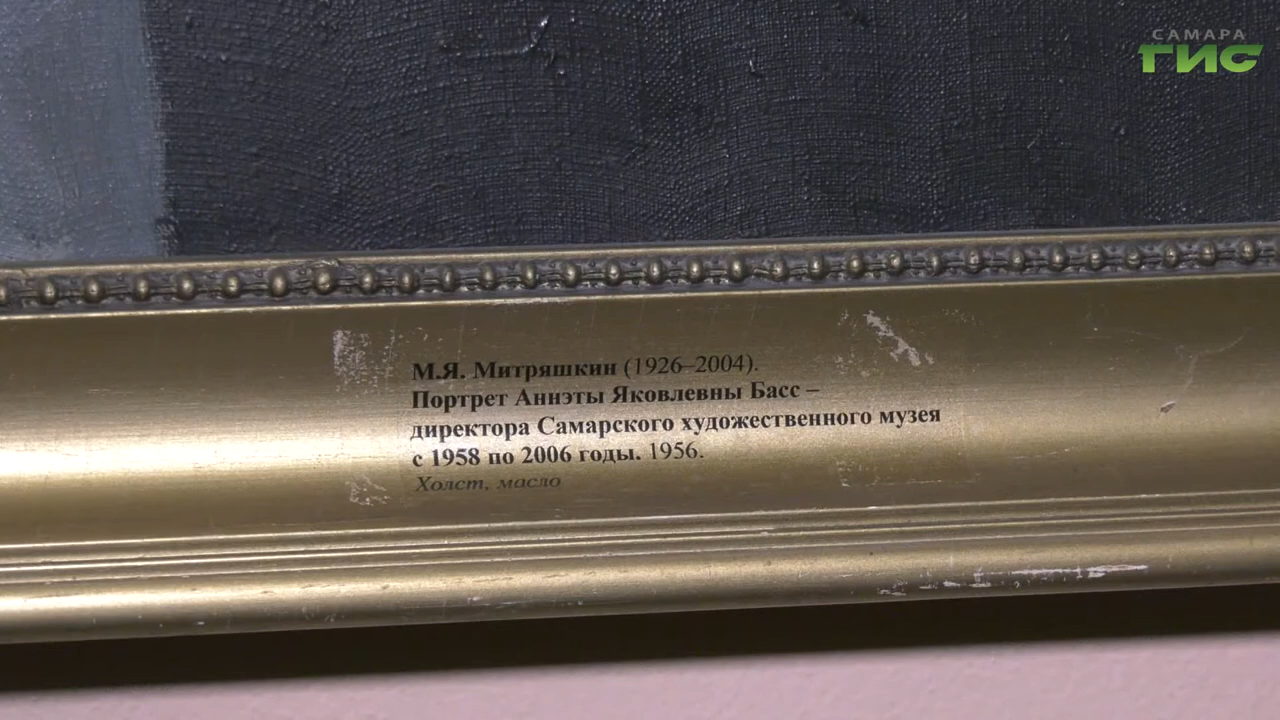 САМАРА
ГИС
М.Я. Митряшкин (1926–2004).
Портрет Аннэты Яковлевны Басс –
директора Самарского художественного музея
с 1958 по 2006 годы. 1956.
Холст, масло